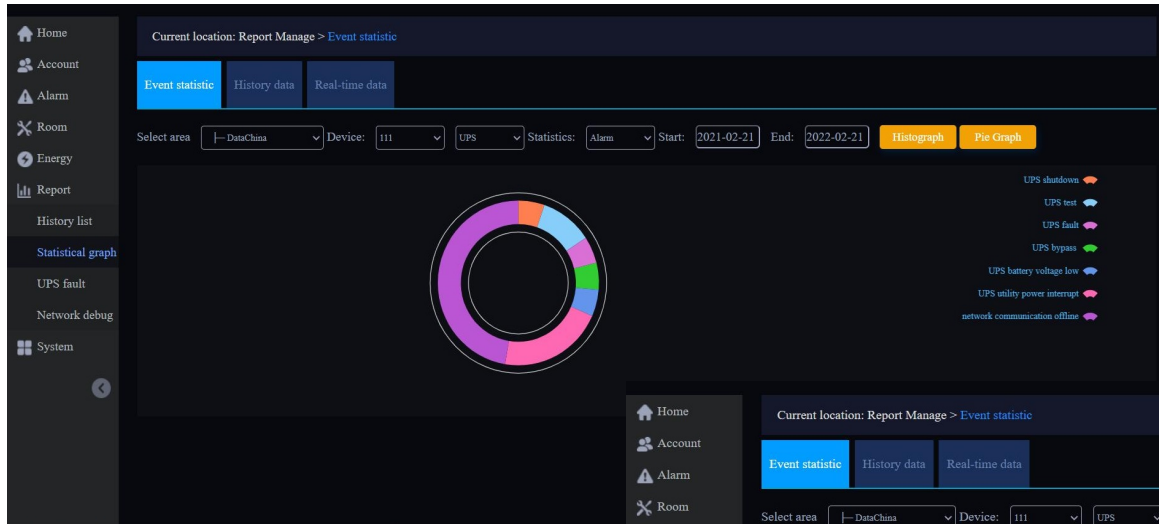 Home
Account
Alarm
Room
Energy
Report
History list
Statistical graph
UPS fault
Network debug
System
Current location: Report Manage > Event statistic
Event statistic History data Real-time data
Select area ├─ DataChina Device: 111 UPS Statistics: Alarm Start: 2021-02-21 End: 2022-02-21 Histograph Pie Graph
UPS shutdown
UPS test
UPS fault
UPS bypass
UPS battery voltage low
UPS utility power interrupt
network communication offline
Home
Account
Alarm
Room
Current location: Report Manage > Event statistic
Event statistic History data Real-time data
Select area ├─ DataChina Device: 111 UPS